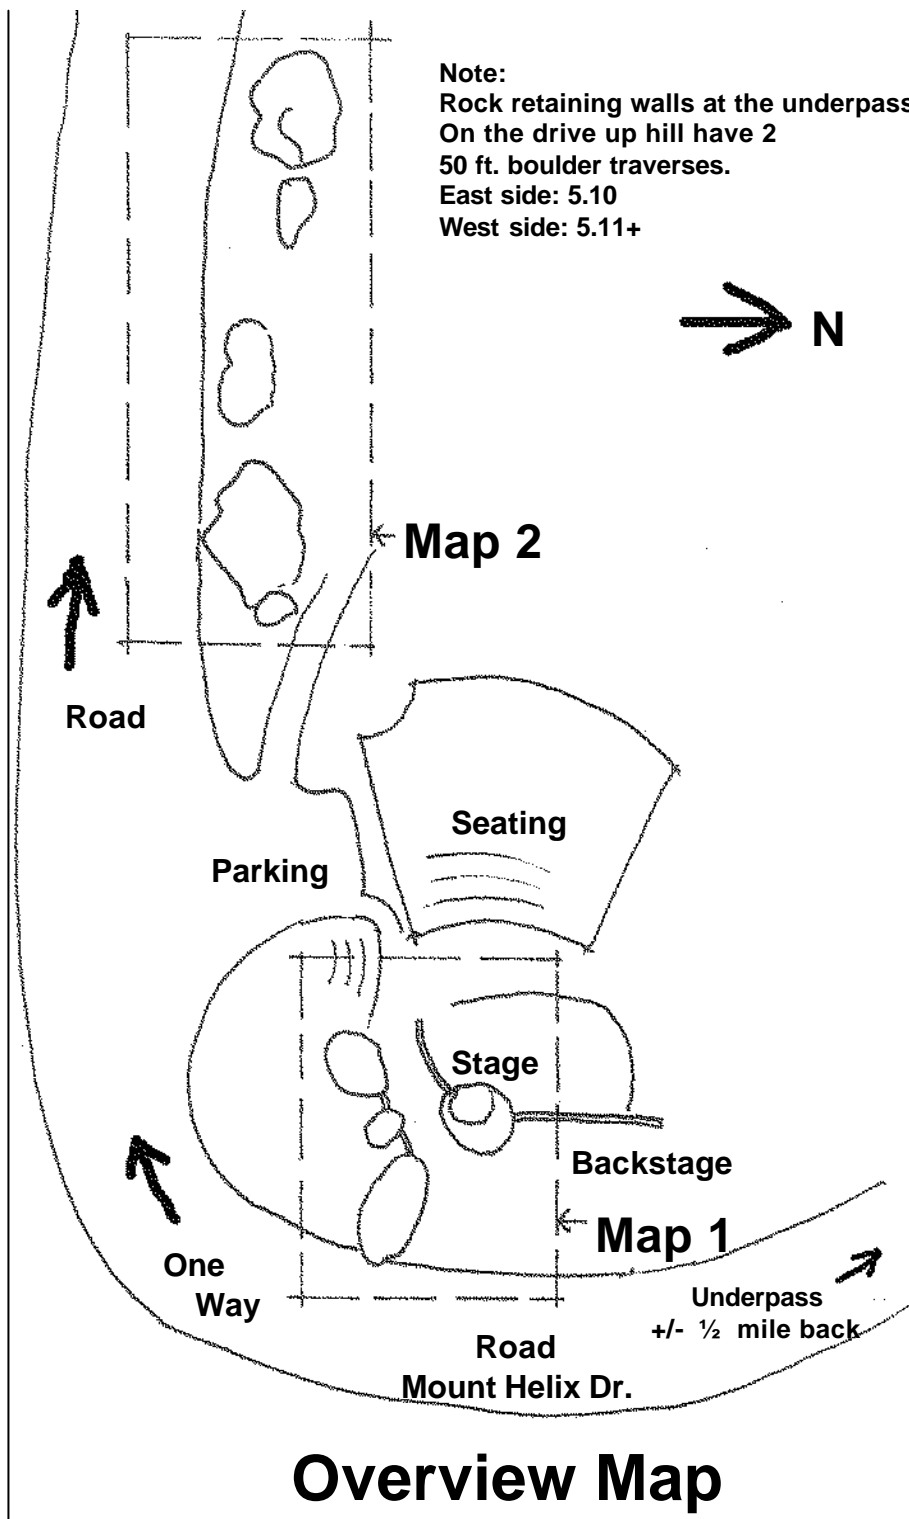 Note:
Rock retaining walls at the underpass
On the drive up hill have 2
50 ft. boulder traverses.
East side: 5.10
West side: 5.11+
N
Map 2
Road
Seating
Parking
Stage
Backstage
Map 1
One
Way
Underpass
+/- ½ mile back
Road
Mount Helix Dr.
Overview Map